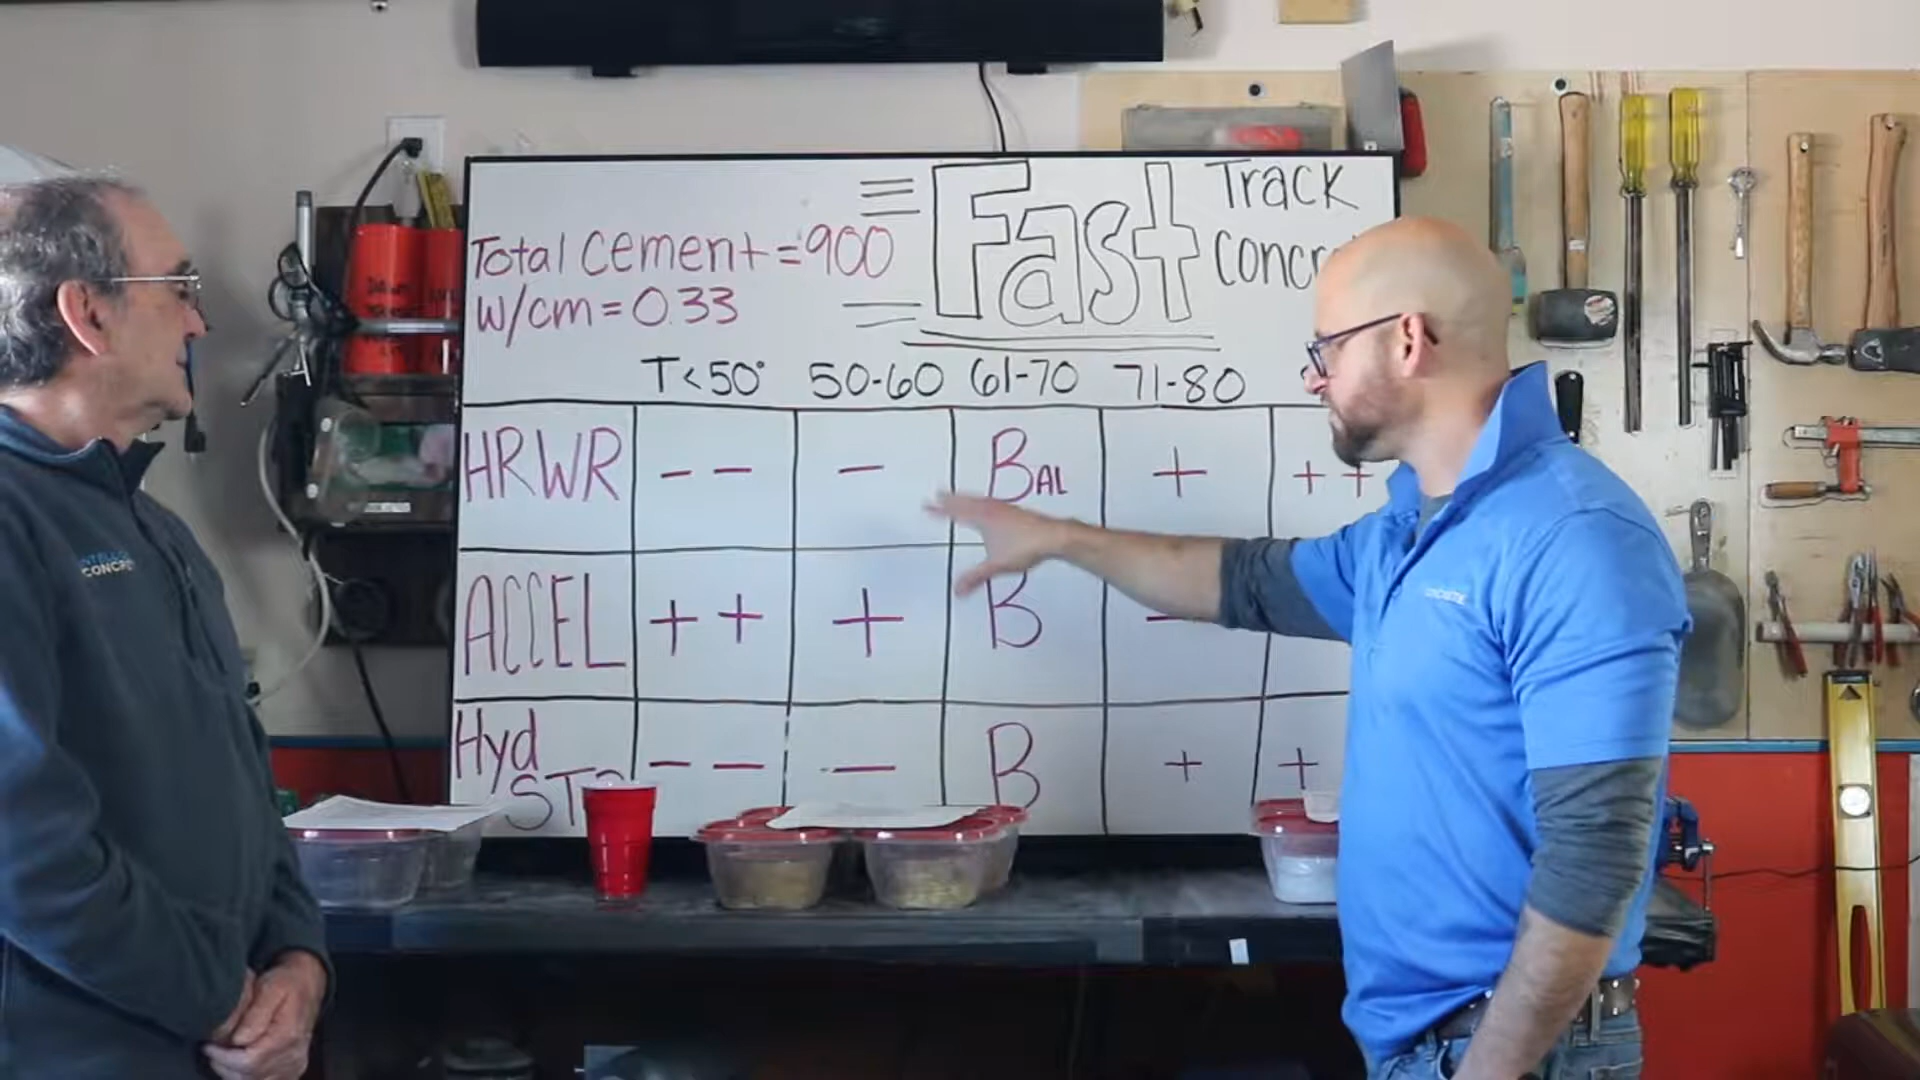 Fast Track
Total Cement = 900
W/cm = 0.33
T<50° 50-60 61-70 71-80
HRWR -- - BAL + ++
ACCEL ++ + B -
Hyd -- - B + +